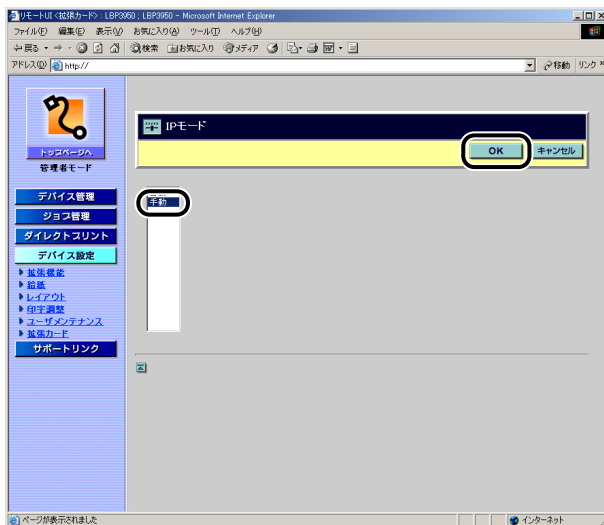 リモートUI <拡張カード> : LBP3950 ; LBP3950 - Microsoft Internet Explorer
ファイル(F) 編集(E) 表示(V) お気に入り(A) ツール(T) ヘルプ(H)
戻る 検索 お気に入り メディア
アドレス(D) http:// 移動 リンク »
IPモード
OK キャンセル
トップページへ
管理者モード
手動
デバイス管理
ジョブ管理
ダイレクトプリント
デバイス設定
拡張機能
給紙
レイアウト
印字調整
ユーザメンテナンス
拡張カード
サポートリンク
ページが表示されました インターネット